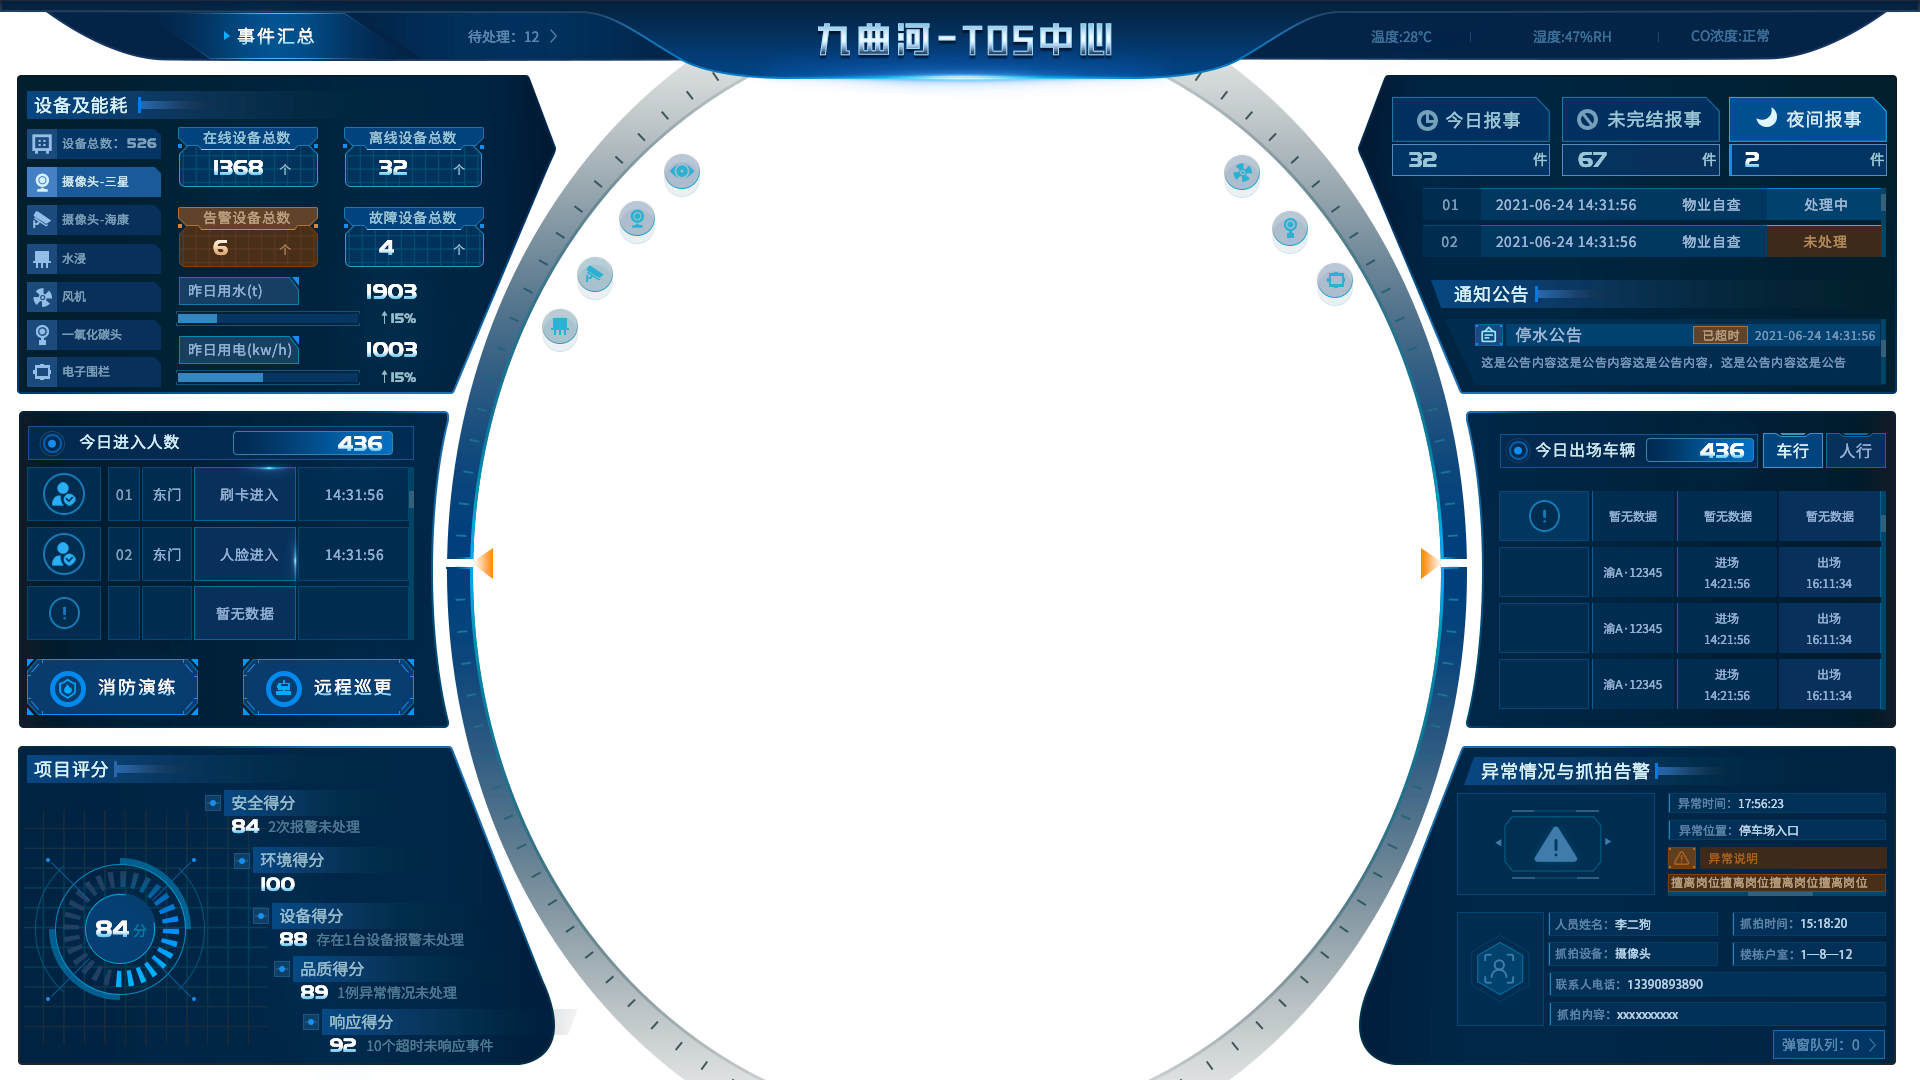 事件汇总
待处理：12
九曲河-TOS中心
温度:28℃
湿度:47%RH
CO浓度:正常
设备及能耗
设备总数：526
摄像头-三星
摄像头-海康
水浸
风机
一氧化碳头
电子围栏
在线设备总数
1368 个
离线设备总数
32 个
告警设备总数
6 个
故障设备总数
4 个
昨日用水(t)
1903
↑15%
昨日用电(kw/h)
1003
↑15%
今日报事
32 件
未完结报事
67 件
夜间报事
2 件
01 2021-06-24 14:31:56 物业自查 处理中
02 2021-06-24 14:31:56 物业自查 未处理
通知公告
停水公告 已超时 2021-06-24 14:31:56
这是公告内容这是公告内容这是公告内容，这是公告内容这是公告
今日进入人数 436
01 东门 刷卡进入 14:31:56
02 东门 人脸进入 14:31:56
暂无数据
消防演练
远程巡更
今日出场车辆 436 车行 人行
暂无数据 暂无数据 暂无数据
渝A·12345 进场 14:21:56 出场 16:11:34
渝A·12345 进场 14:21:56 出场 16:11:34
渝A·12345 进场 14:21:56 出场 16:11:34
项目评分
84分
安全得分
84 2次报警未处理
环境得分
100
设备得分
88 存在1台设备报警未处理
品质得分
89 1例异常情况未处理
响应得分
92 10个超时未响应事件
异常情况与抓拍告警
异常时间：17:56:23
异常位置：停车场入口
异常说明
擅离岗位擅离岗位擅离岗位擅离岗位
人员姓名：李二狗
抓拍时间：15:18:20
抓拍设备：摄像头
楼栋户室：1—8—12
联系人电话：13390893890
抓拍内容：xxxxxxxxxx
弹窗队列：0